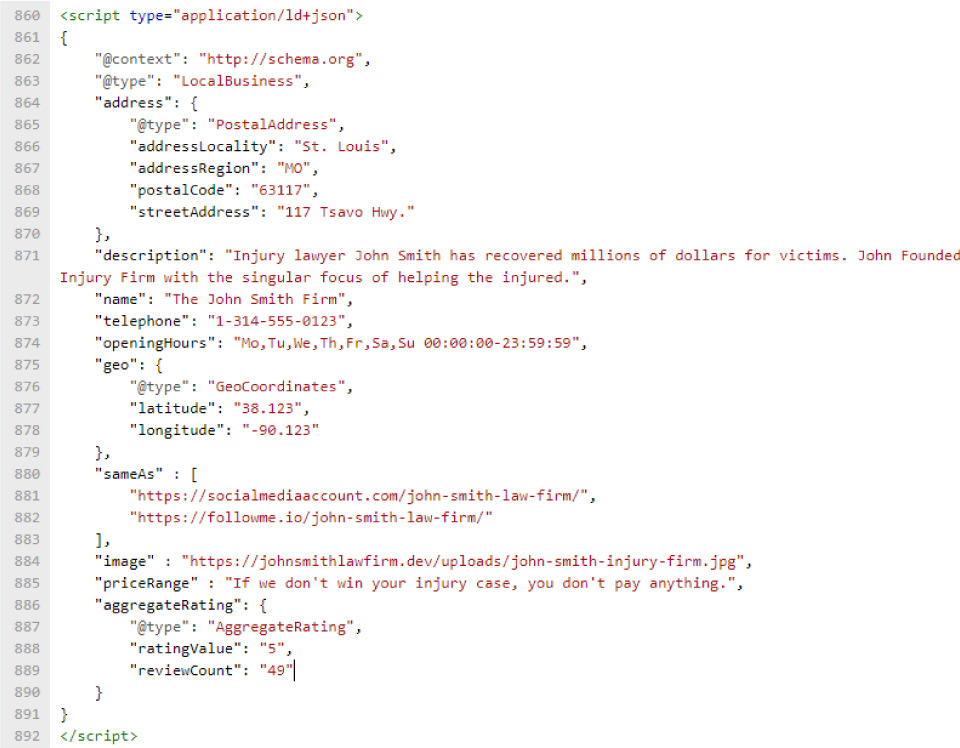 860 <script type="application/ld+json">
861 {
862     "@context": "http://schema.org",
863     "@type": "LocalBusiness",
864     "address": {
865         "@type": "PostalAddress",
866         "addressLocality": "St. Louis",
867         "addressRegion": "MO",
868         "postalCode": "63117",
869         "streetAddress": "117 Tsavo Hwy."
870     },
871     "description": "Injury lawyer John Smith has recovered millions of dollars for victims. John Founded
Injury Firm with the singular focus of helping the injured.",
872     "name": "The John Smith Firm",
873     "telephone": "1-314-555-0123",
874     "openingHours": "Mo,Tu,We,Th,Fr,Sa,Su 00:00:00-23:59:59",
875     "geo": {
876         "@type": "GeoCoordinates",
877         "latitude": "38.123",
878         "longitude": "-90.123"
879     },
880     "sameAs" : [
881         "https://socialmediaaccount.com/john-smith-law-firm/",
882         "https://followme.io/john-smith-law-firm/"
883     ],
884     "image" : "https://johnsmithlawfirm.dev/uploads/john-smith-injury-firm.jpg",
885     "priceRange" : "If we don't win your injury case, you don't pay anything.",
886     "aggregateRating": {
887         "@type": "AggregateRating",
888         "ratingValue": "5",
889         "reviewCount": "49"
890     }
891 }
892 </script>